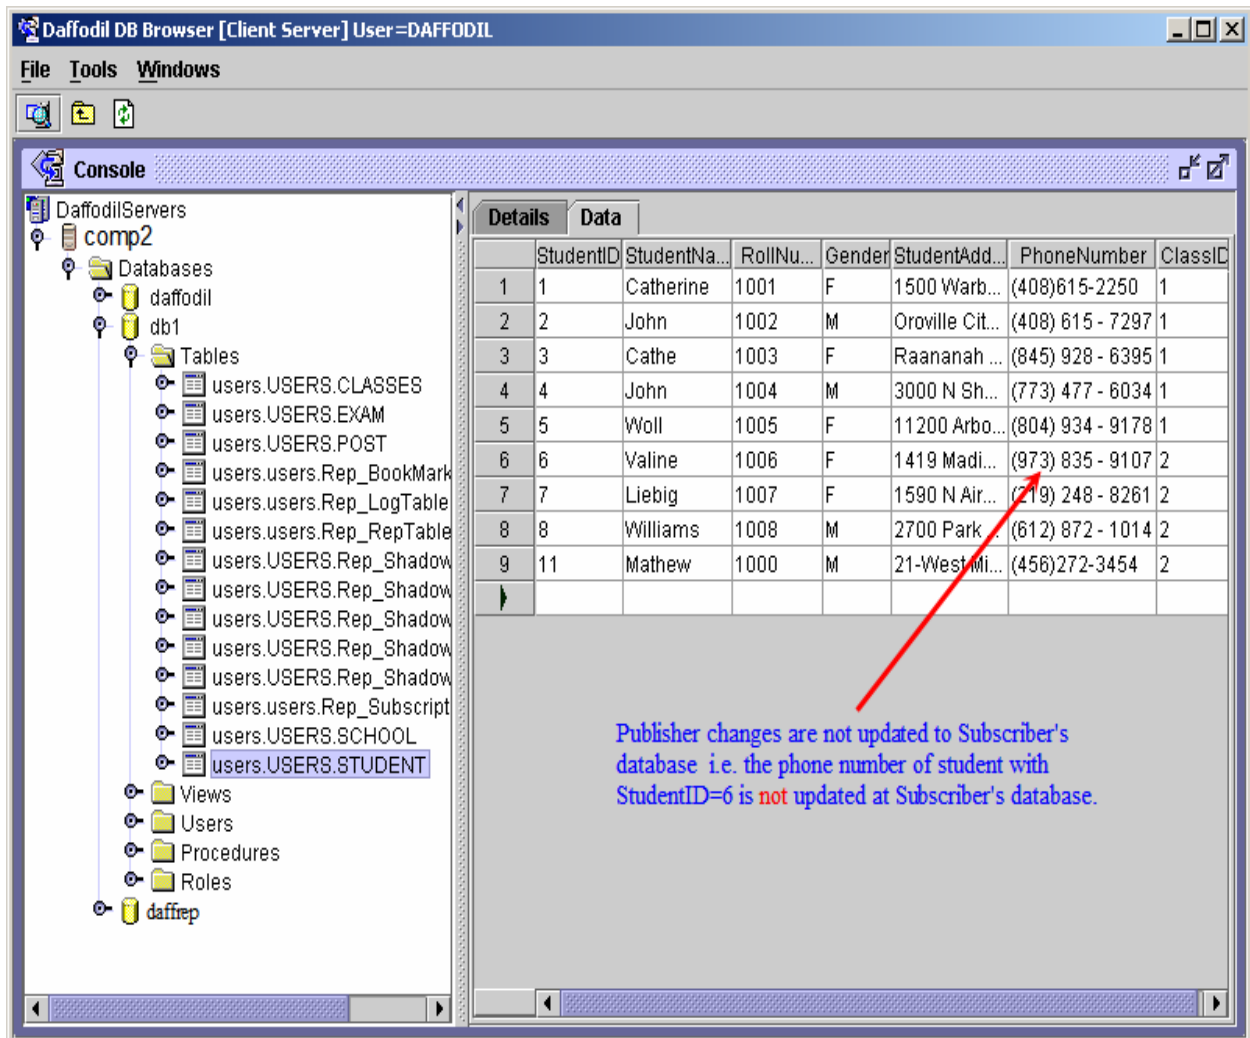 Daffodil DB Browser [Client Server] User=DAFFODIL
File Tools Windows
Console
DaffodilServers
comp2
Databases
daffodil
db1
Tables
users.USERS.CLASSES
users.USERS.EXAM
users.USERS.POST
users.users.Rep_BookMark
users.users.Rep_LogTable
users.users.Rep_RepTable
users.USERS.Rep_Shadow
users.USERS.Rep_Shadow
users.USERS.Rep_Shadow
users.USERS.Rep_Shadow
users.USERS.Rep_Shadow
users.users.Rep_Subscript
users.USERS.SCHOOL
users.USERS.STUDENT
Views
Users
Procedures
Roles
daffrep
Details Data
StudentID StudentNa... RollNu... Gender StudentAdd... PhoneNumber ClassID
1 1 Catherine 1001 F 1500 Warb... (408)615-2250 1
2 2 John 1002 M Oroville Cit... (408) 615 - 7297 1
3 3 Cathe 1003 F Raananah ... (845) 928 - 6395 1
4 4 John 1004 M 3000 N Sh... (773) 477 - 6034 1
5 5 Woll 1005 F 11200 Arbo... (804) 934 - 9178 1
6 6 Valine 1006 F 1419 Madi... (973) 835 - 9107 2
7 7 Liebig 1007 F 1590 N Air... (219) 248 - 8261 2
8 8 Williams 1008 M 2700 Park ... (612) 872 - 1014 2
9 11 Mathew 1000 M 21-West Mi... (456)272-3454 2
Publisher changes are not updated to Subscriber's
database i.e. the phone number of student with
StudentID=6 is not updated at Subscriber's database.